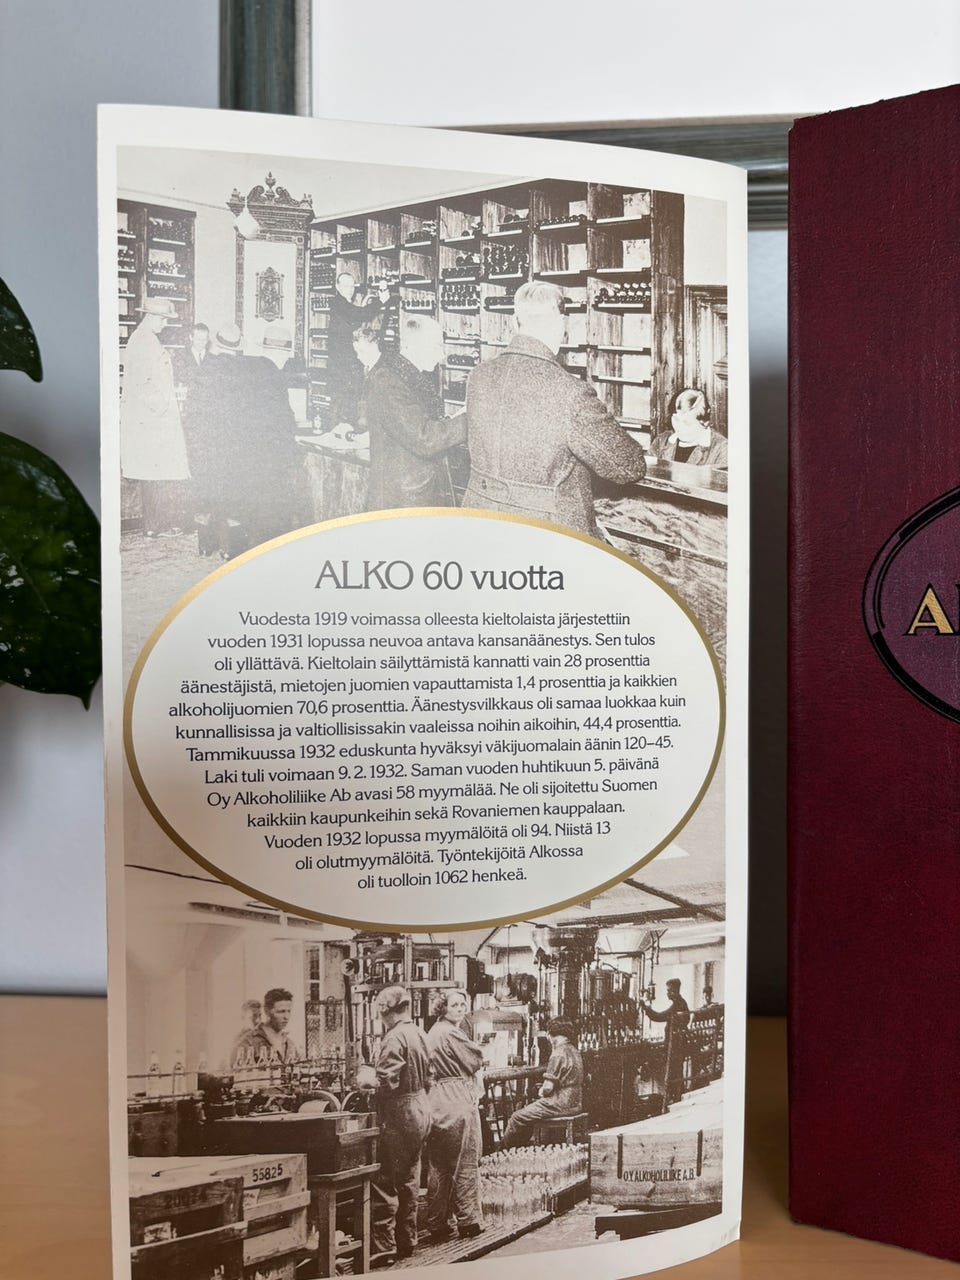 ALKO 60 vuotta
Vuodesta 1919 voimassa olleesta kieltolaista järjestettiin
vuoden 1931 lopussa neuvoa antava kansanäänestys. Sen tulos
oli yllättävä. Kieltolain säilyttämistä kannatti vain 28 prosenttia
äänestäjistä, mietojen juomien vapauttamista 1,4 prosenttia ja kaikkien
alkoholijuomien 70,6 prosenttia. Äänestysvilkkaus oli samaa luokkaa kuin
kunnallisissa ja valtiollisissakin vaaleissa noihin aikoihin, 44,4 prosenttia.
Tammikuussa 1932 eduskunta hyväksyi väkijuomalain äänin 120–45.
Laki tuli voimaan 9. 2. 1932. Saman vuoden huhtikuun 5. päivänä
Oy Alkoholiliike Ab avasi 58 myymälää. Ne oli sijoitettu Suomen
kaikkiin kaupunkeihin sekä Rovaniemen kauppalaan.
Vuoden 1932 lopussa myymälöitä oli 94. Niistä 13
oli olutmyymälöitä. Työntekijöitä Alkossa
oli tuolloin 1062 henkeä.
55825
O.Y. ALKOHOLILIIKE A.B.